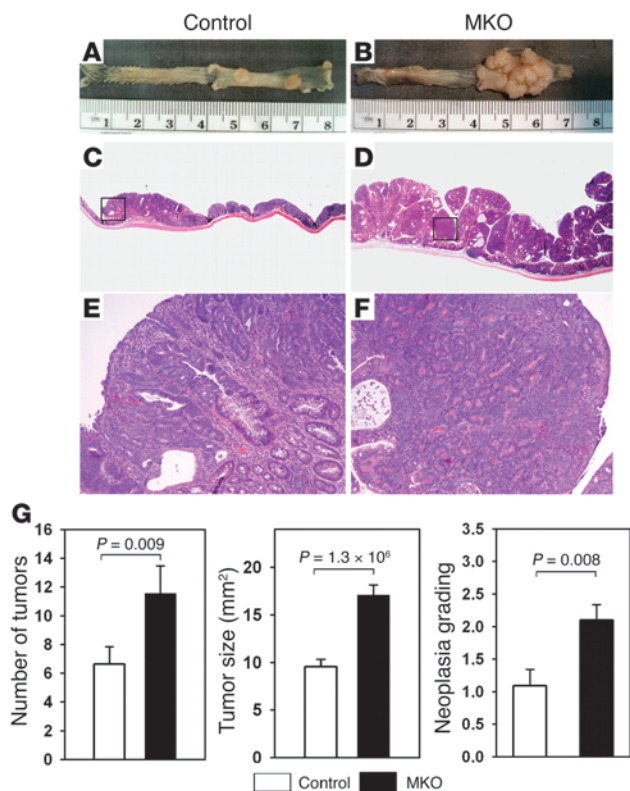 Control MKO
A B
1 2 3 4 5 6 7 8 1 2 3 4 5 6 7 8
C D
E F
G
P = 0.009
P = 1.3 × 10⁶
P = 0.008
Number of tumors
16
14
12
10
8
6
4
2
0
Tumor size (mm²)
20
15
10
5
0
Neoplasia grading
3.5
3.0
2.5
2.0
1.5
1.0
0.5
0.0
Control MKO